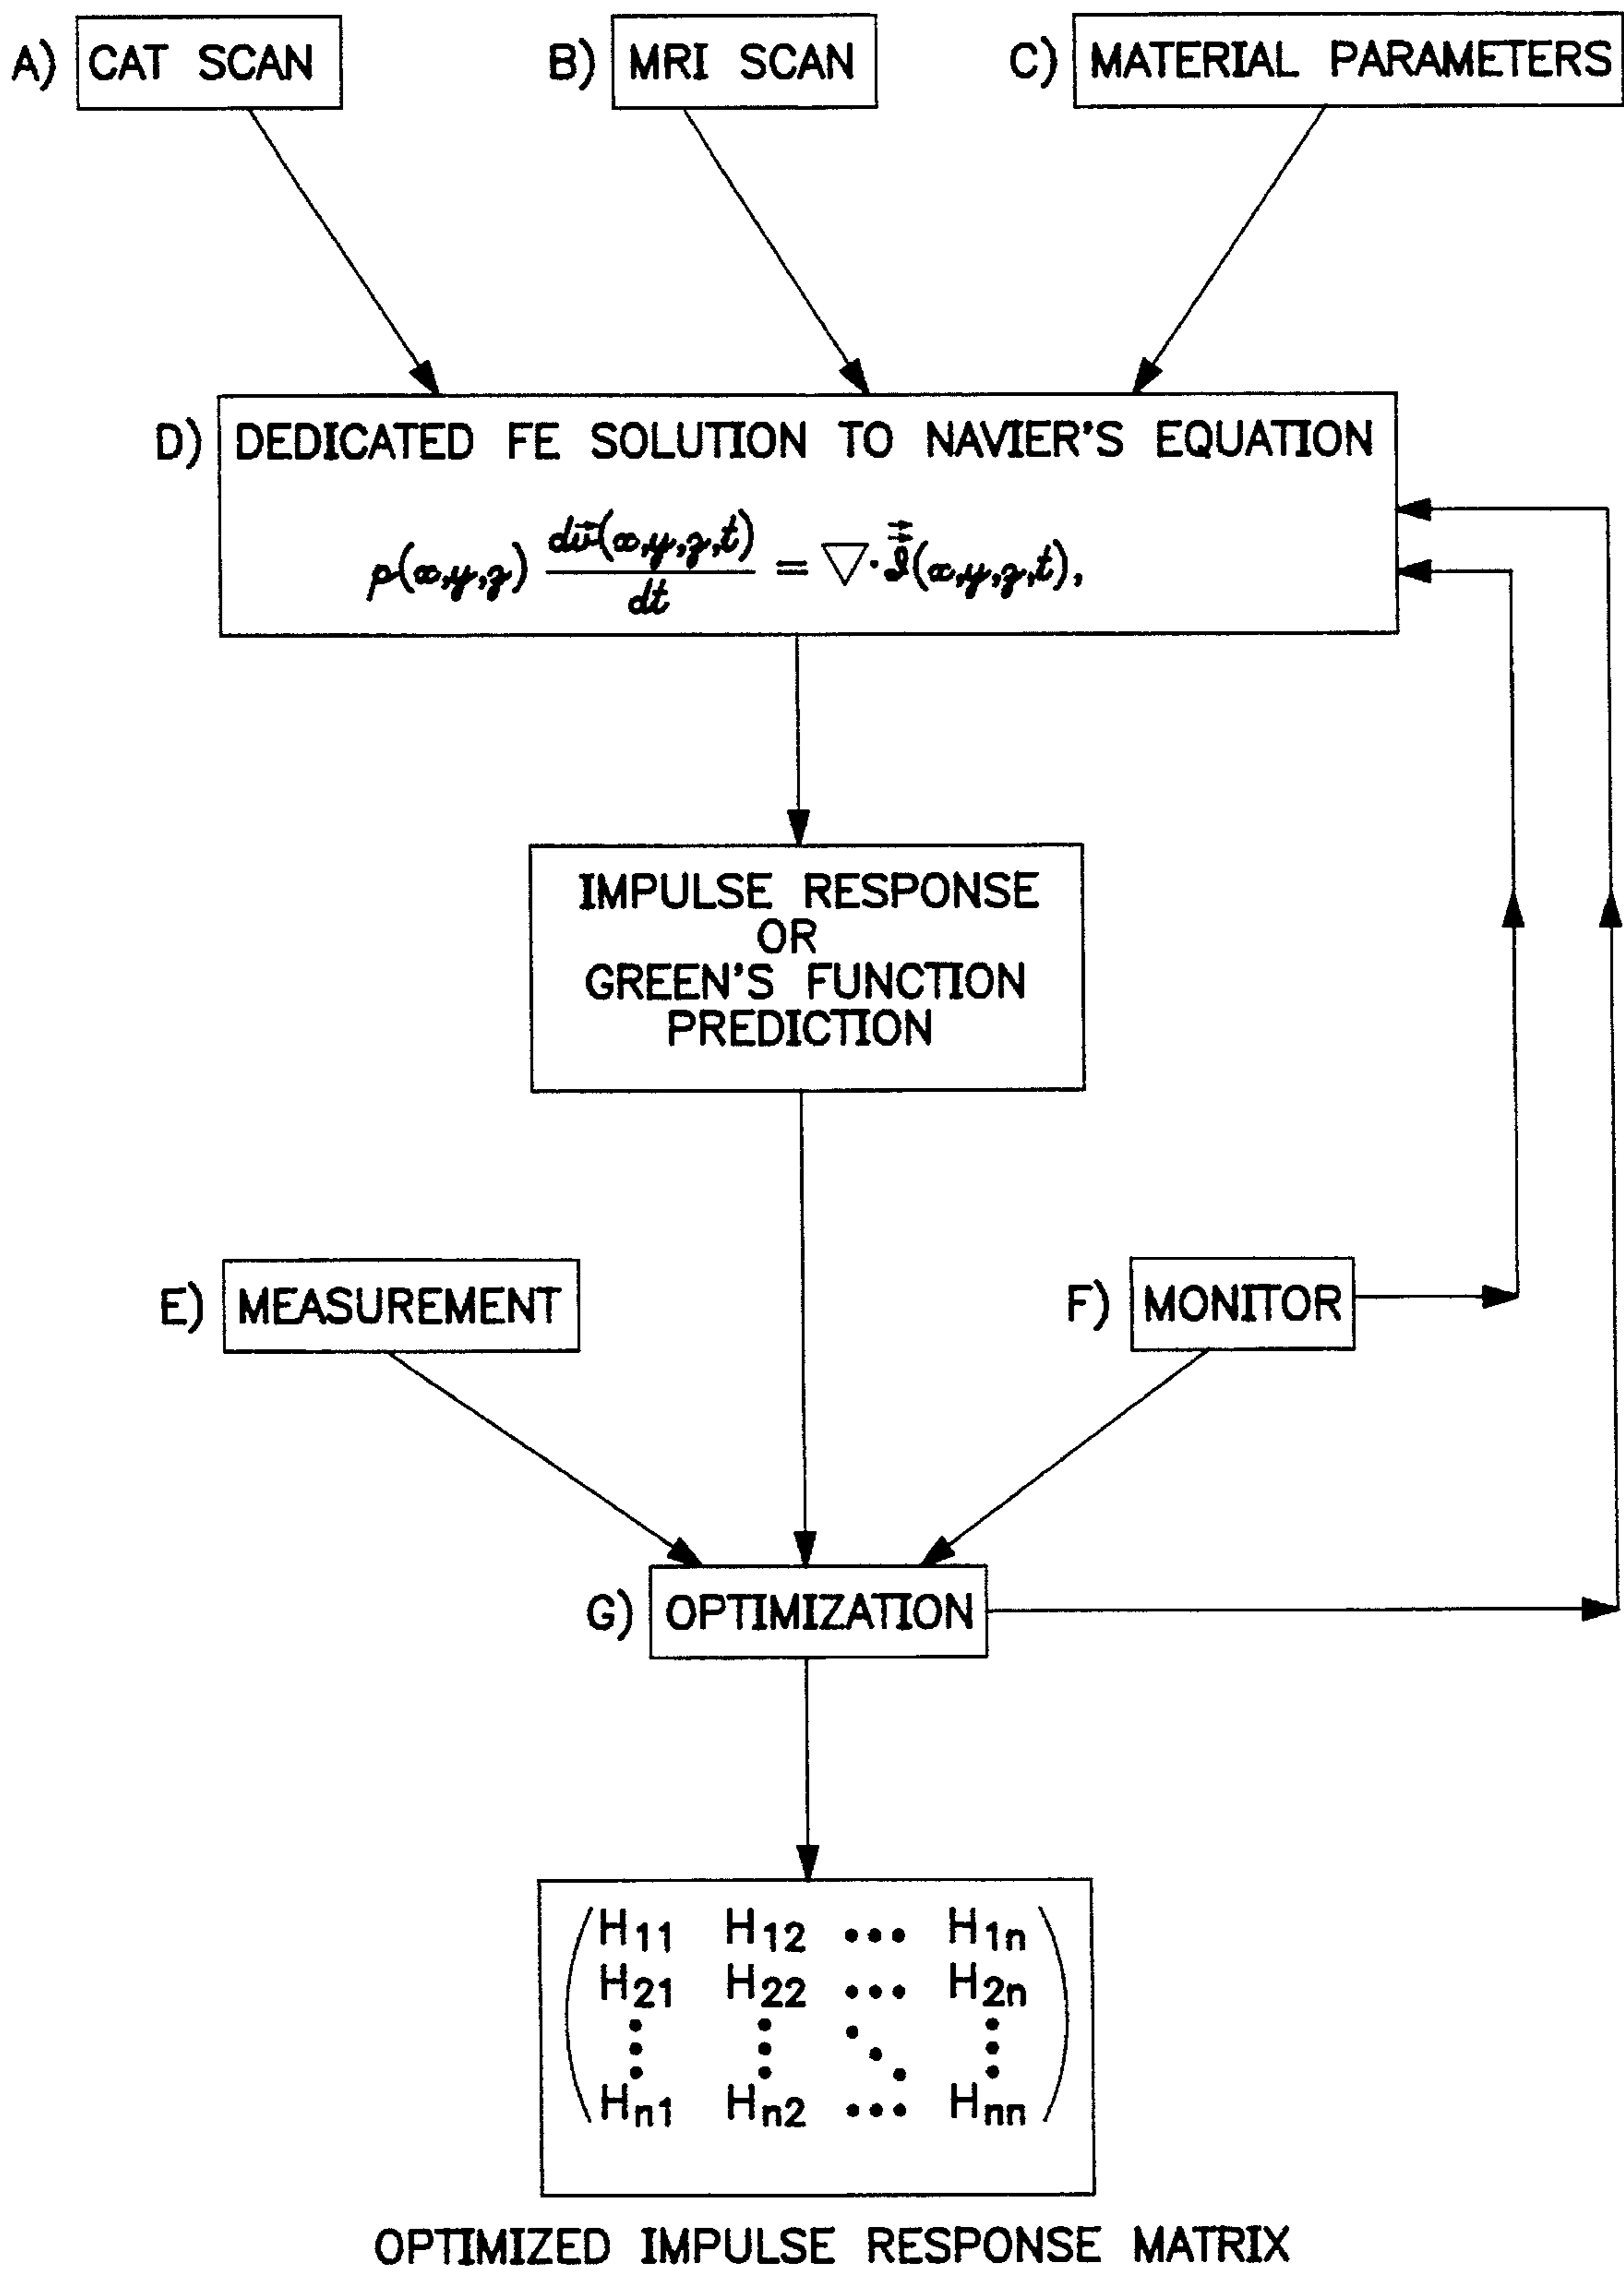 A) CAT SCAN
B) MRI SCAN
C) MATERIAL PARAMETERS
D) DEDICATED FE SOLUTION TO NAVIER'S EQUATION
p(x,y,z) dv⃗(x,y,z,t)/dt = ∇· (x,y,z,t),
IMPULSE RESPONSE
OR
GREEN'S FUNCTION
PREDICTION
E) MEASUREMENT
F) MONITOR
G) OPTIMIZATION
H11 H12 ••• H1n
H21 H22 ••• H2n
Hn1 Hn2 ••• Hnn
OPTIMIZED IMPULSE RESPONSE MATRIX